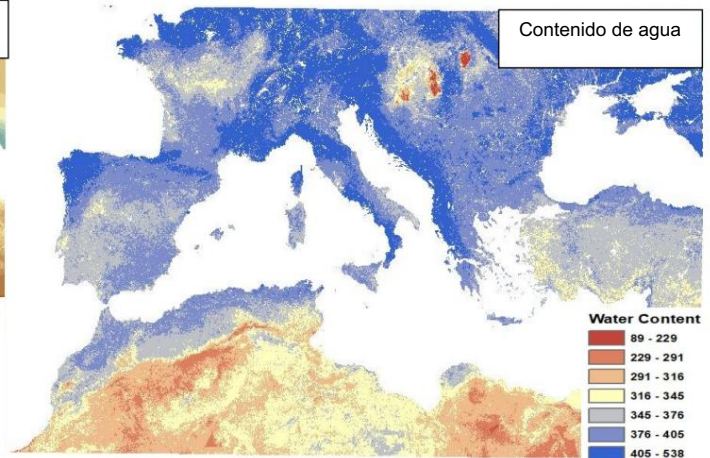 Contenido de agua
Water Content
89 - 229
229 - 291
291 - 316
316 - 345
345 - 376
376 - 405
405 - 538